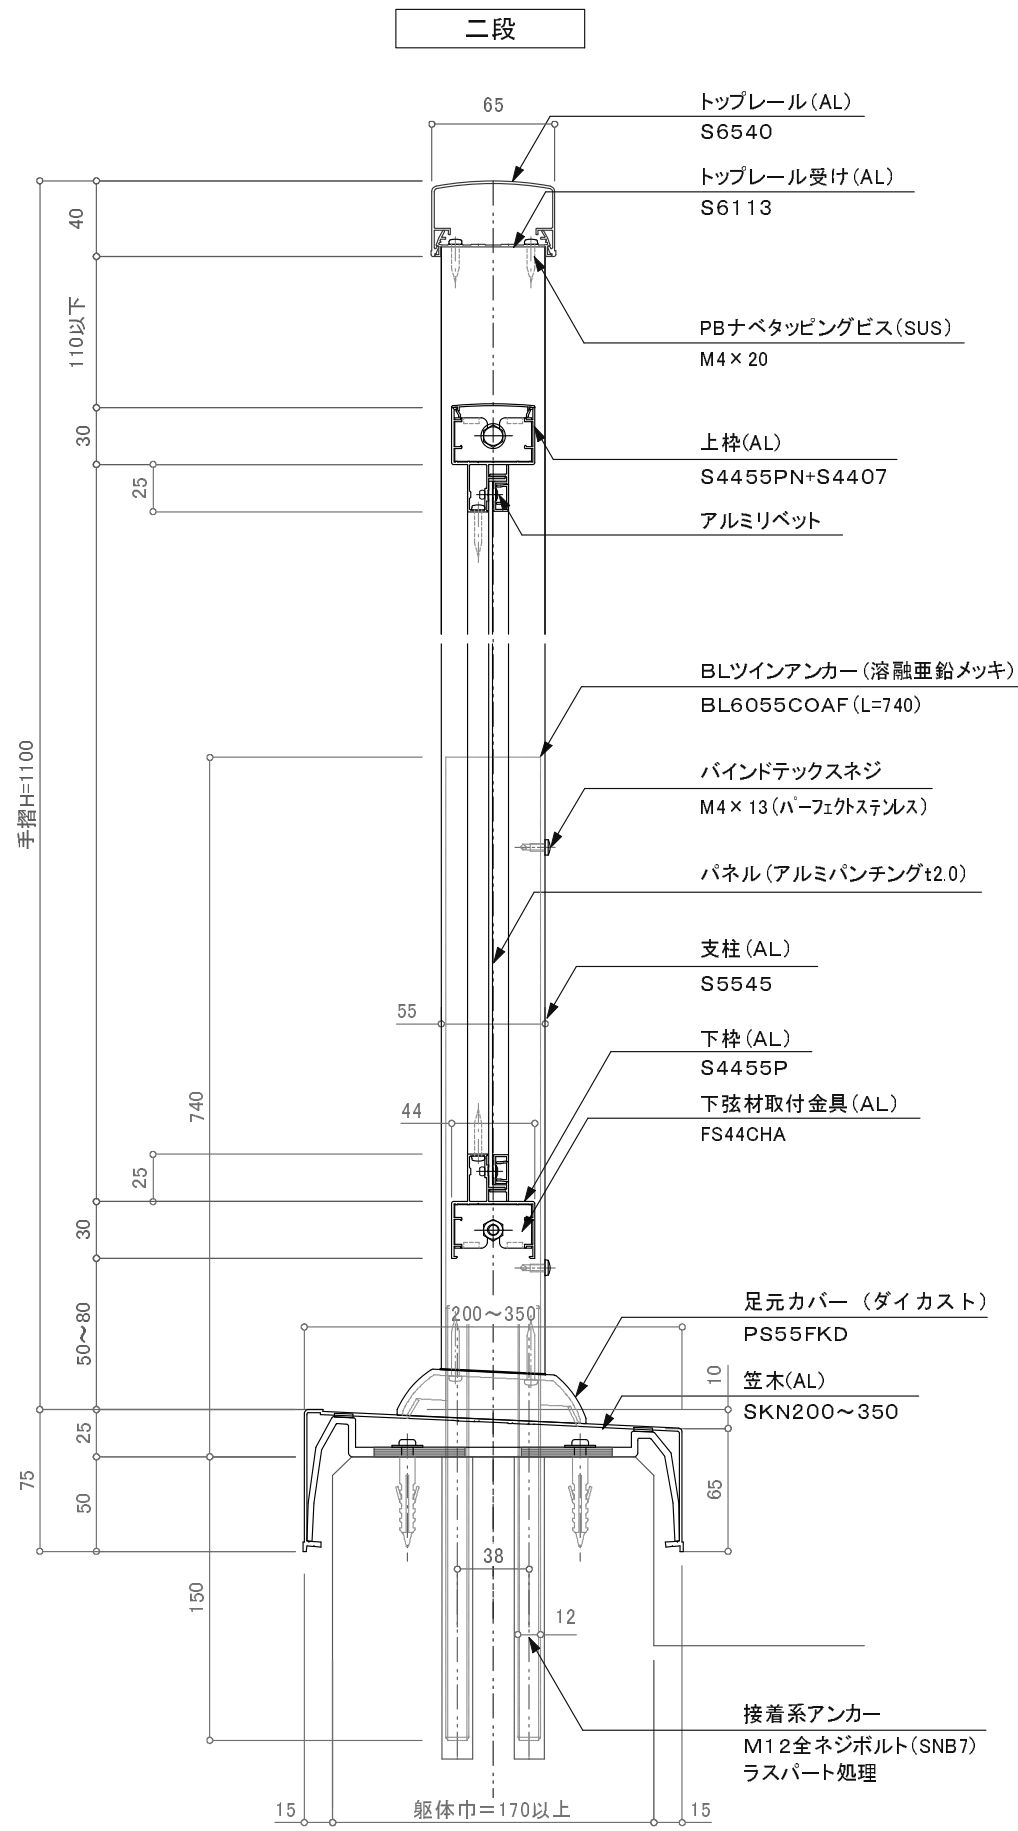 二段
65
トップレール(AL)
S6540
トップレール受け(AL)
S6113
40
110以下
PBナベタッピングビス(SUS)
M4×20
30
上枠(AL)
S4455PN+S4407
25
アルミリベット
BLツインアンカー(溶融亜鉛メッキ)
BL6055COAF(L=740)
手摺H=1100
バインドテックスネジ
M4×13(パーフェクトステンレス)
パネル(アルミパンチングt2.0)
支柱(AL)
S5545
55
下枠(AL)
S4455P
740
44
下弦材取付金具(AL)
FS44CHA
25
30
50～80
200～350
足元カバー(ダイカスト)
PS55FKD
10
笠木(AL)
SKN200～350
25
75
50
65
38
150
12
接着系アンカー
M12全ネジボルト(SNB7)
ラスパート処理
15
躯体巾=170以上
15